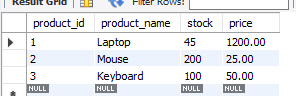 Result Grid Filter Rows:
product_id product_name stock price
1 Laptop 45 1200.00
2 Mouse 200 25.00
3 Keyboard 100 50.00
NULL NULL NULL NULL